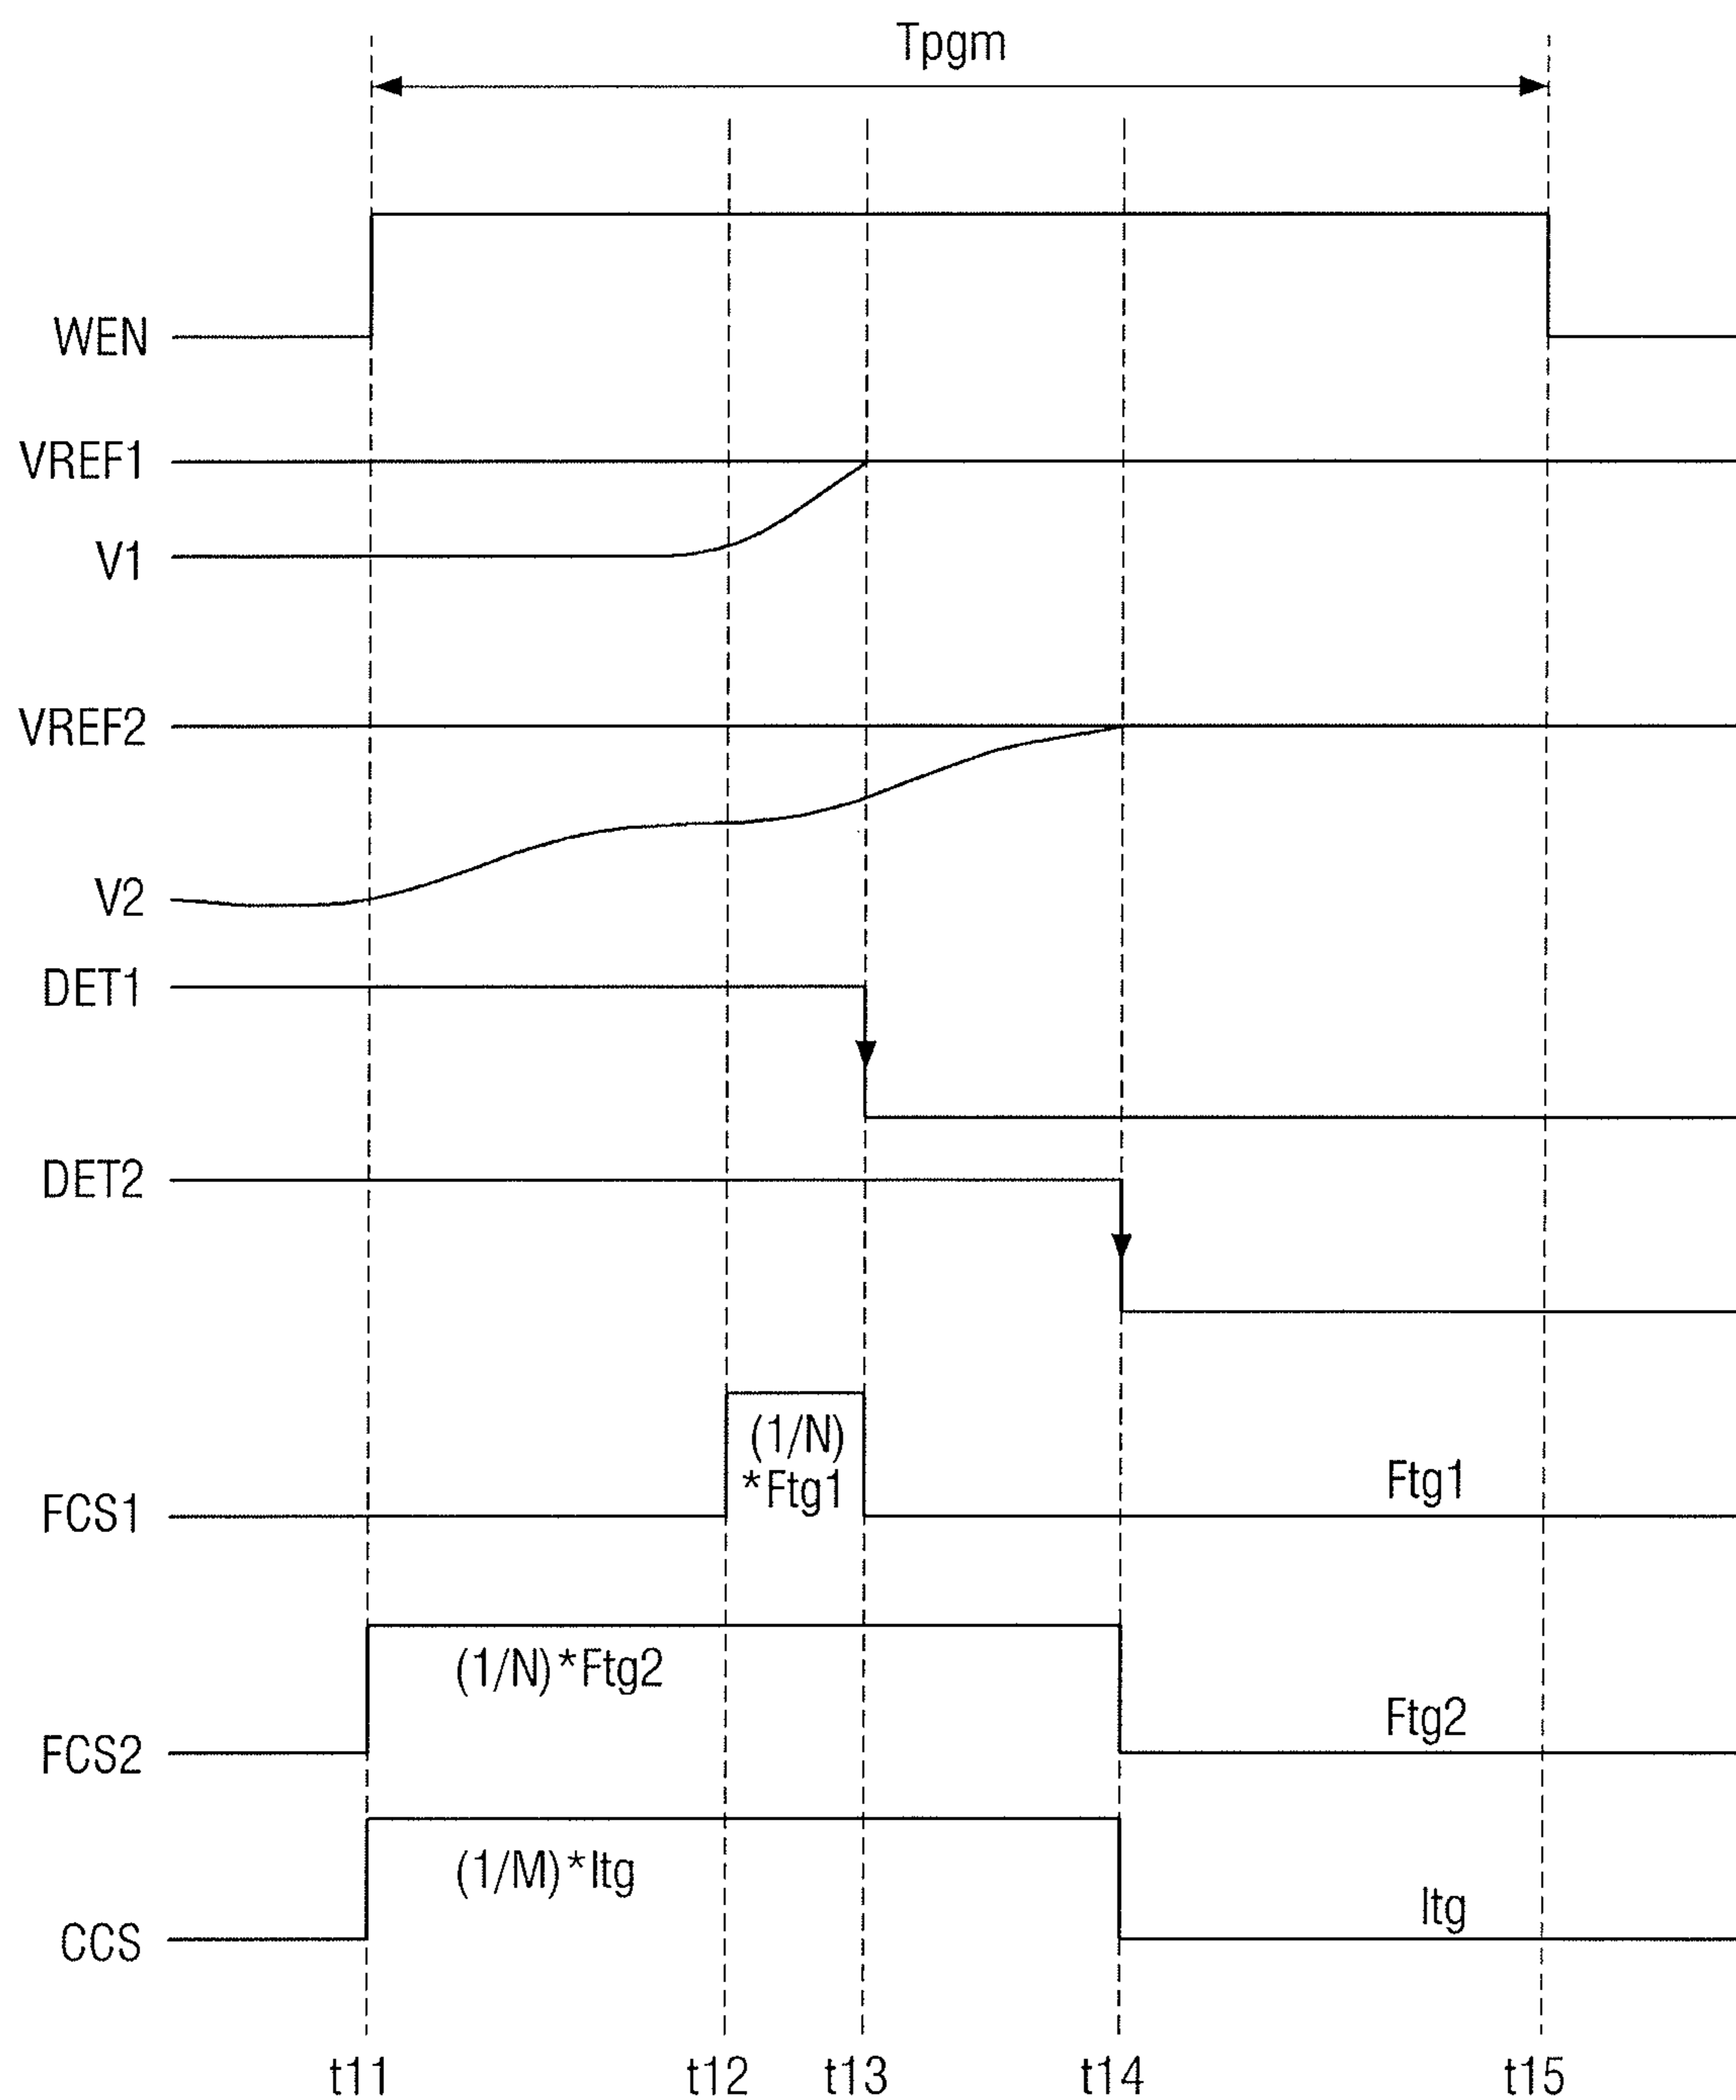 Tpgm
WEN
VREF1
V1
VREF2
V2
DET1
DET2
(1/N)
*Ftg1
Ftg1
FCS1
(1/N)*Ftg2
Ftg2
FCS2
(1/M)*Itg
Itg
CCS
t11 t12 t13 t14 t15